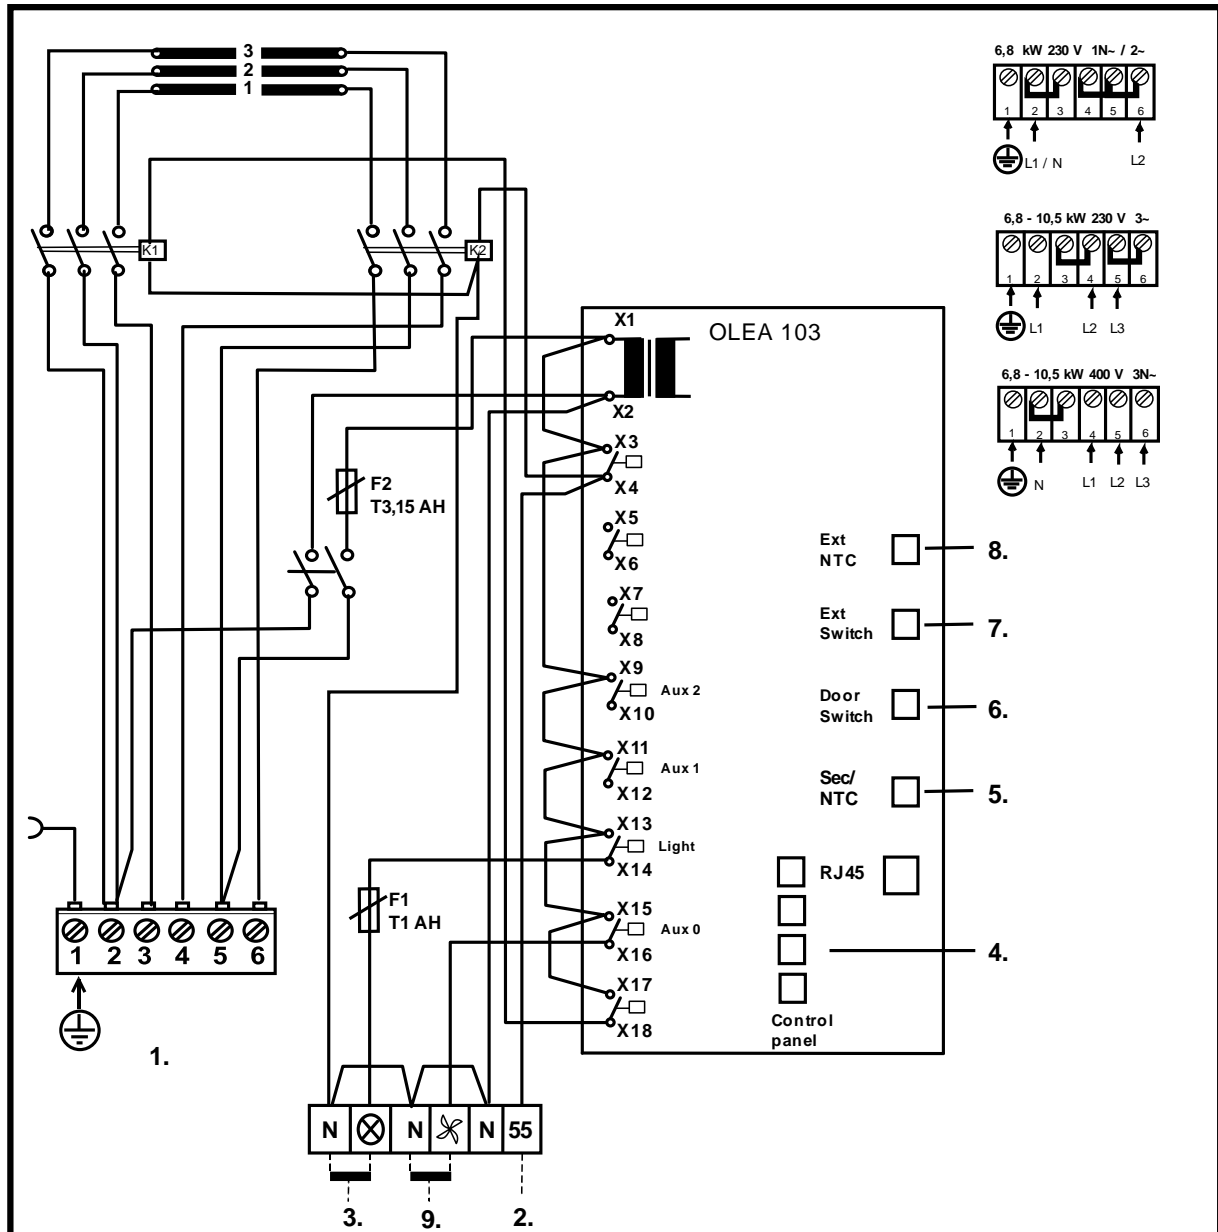 3
2
1
K1
K2
6,8 kW 230 V 1N~ / 2~
1 2 3 4 5 6
L1 / N L2
6,8 - 10,5 kW 230 V 3~
1 2 3 4 5 6
L1 L2 L3
6,8 - 10,5 kW 400 V 3N~
1 2 3 4 5 6
N L1 L2 L3
X1
OLEA 103
X2
X3
X4
F2
T3,15 AH
X5
X6
X7
X8
X9
Aux 2
X10
X11
Aux 1
X12
X13
Light
X14
X15
Aux 0
X16
X17
X18
Ext
NTC
8.
Ext
Switch
7.
Door
Switch
6.
Sec/
NTC
5.
RJ45
4.
Control
panel
F1
T1 AH
1 2 3 4 5 6
1.
N N N 55
3. 9. 2.